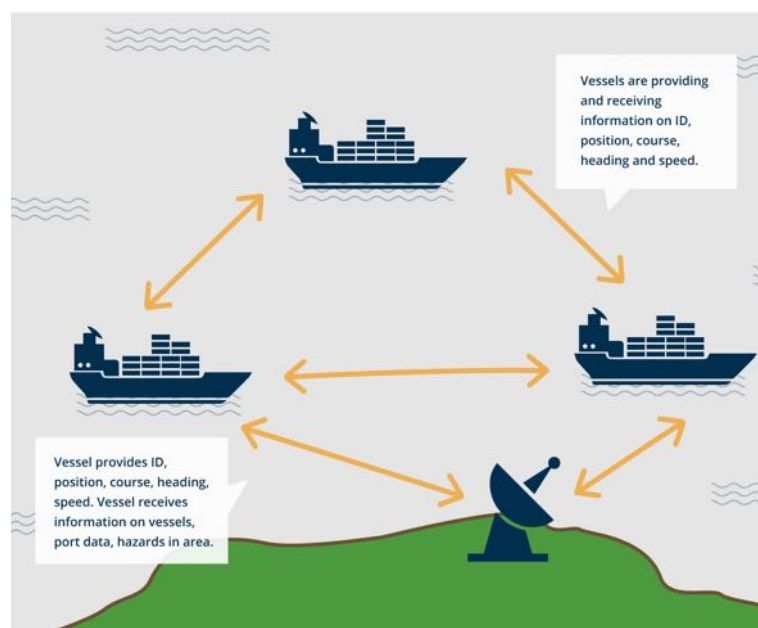 Vessels are providing
and receiving
information on ID,
position, course,
heading and speed.
Vessel provides ID,
position, course, heading,
speed. Vessel receives
information on vessels,
port data, hazards in area.